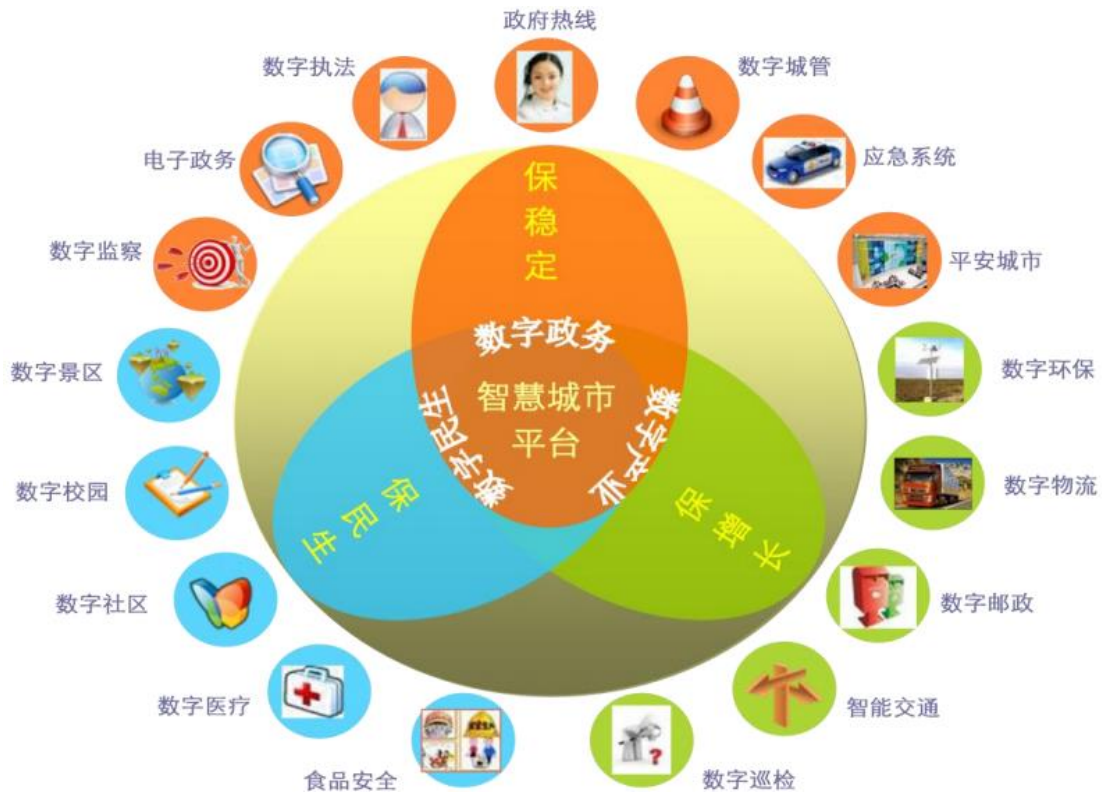 政府热线
数字执法
数字城管
电子政务
应急系统
数字监察
平安城市
保稳定
数字景区
数字环保
数字政务
智慧城市
平台
数字民生
数字产业
数字校园
数字物流
保民生
保增长
数字社区
数字邮政
数字医疗
智能交通
食品安全
数字巡检
?